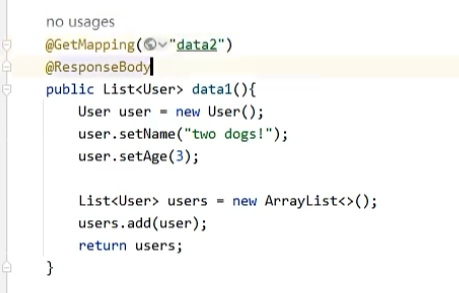 no usages
@GetMapping("data2")
@ResponseBody
public List<User> data1(){
User user = new User();
user.setName("two dogs!");
user.setAge(3);
List<User> users = new ArrayList<>();
users.add(user);
return users;
}